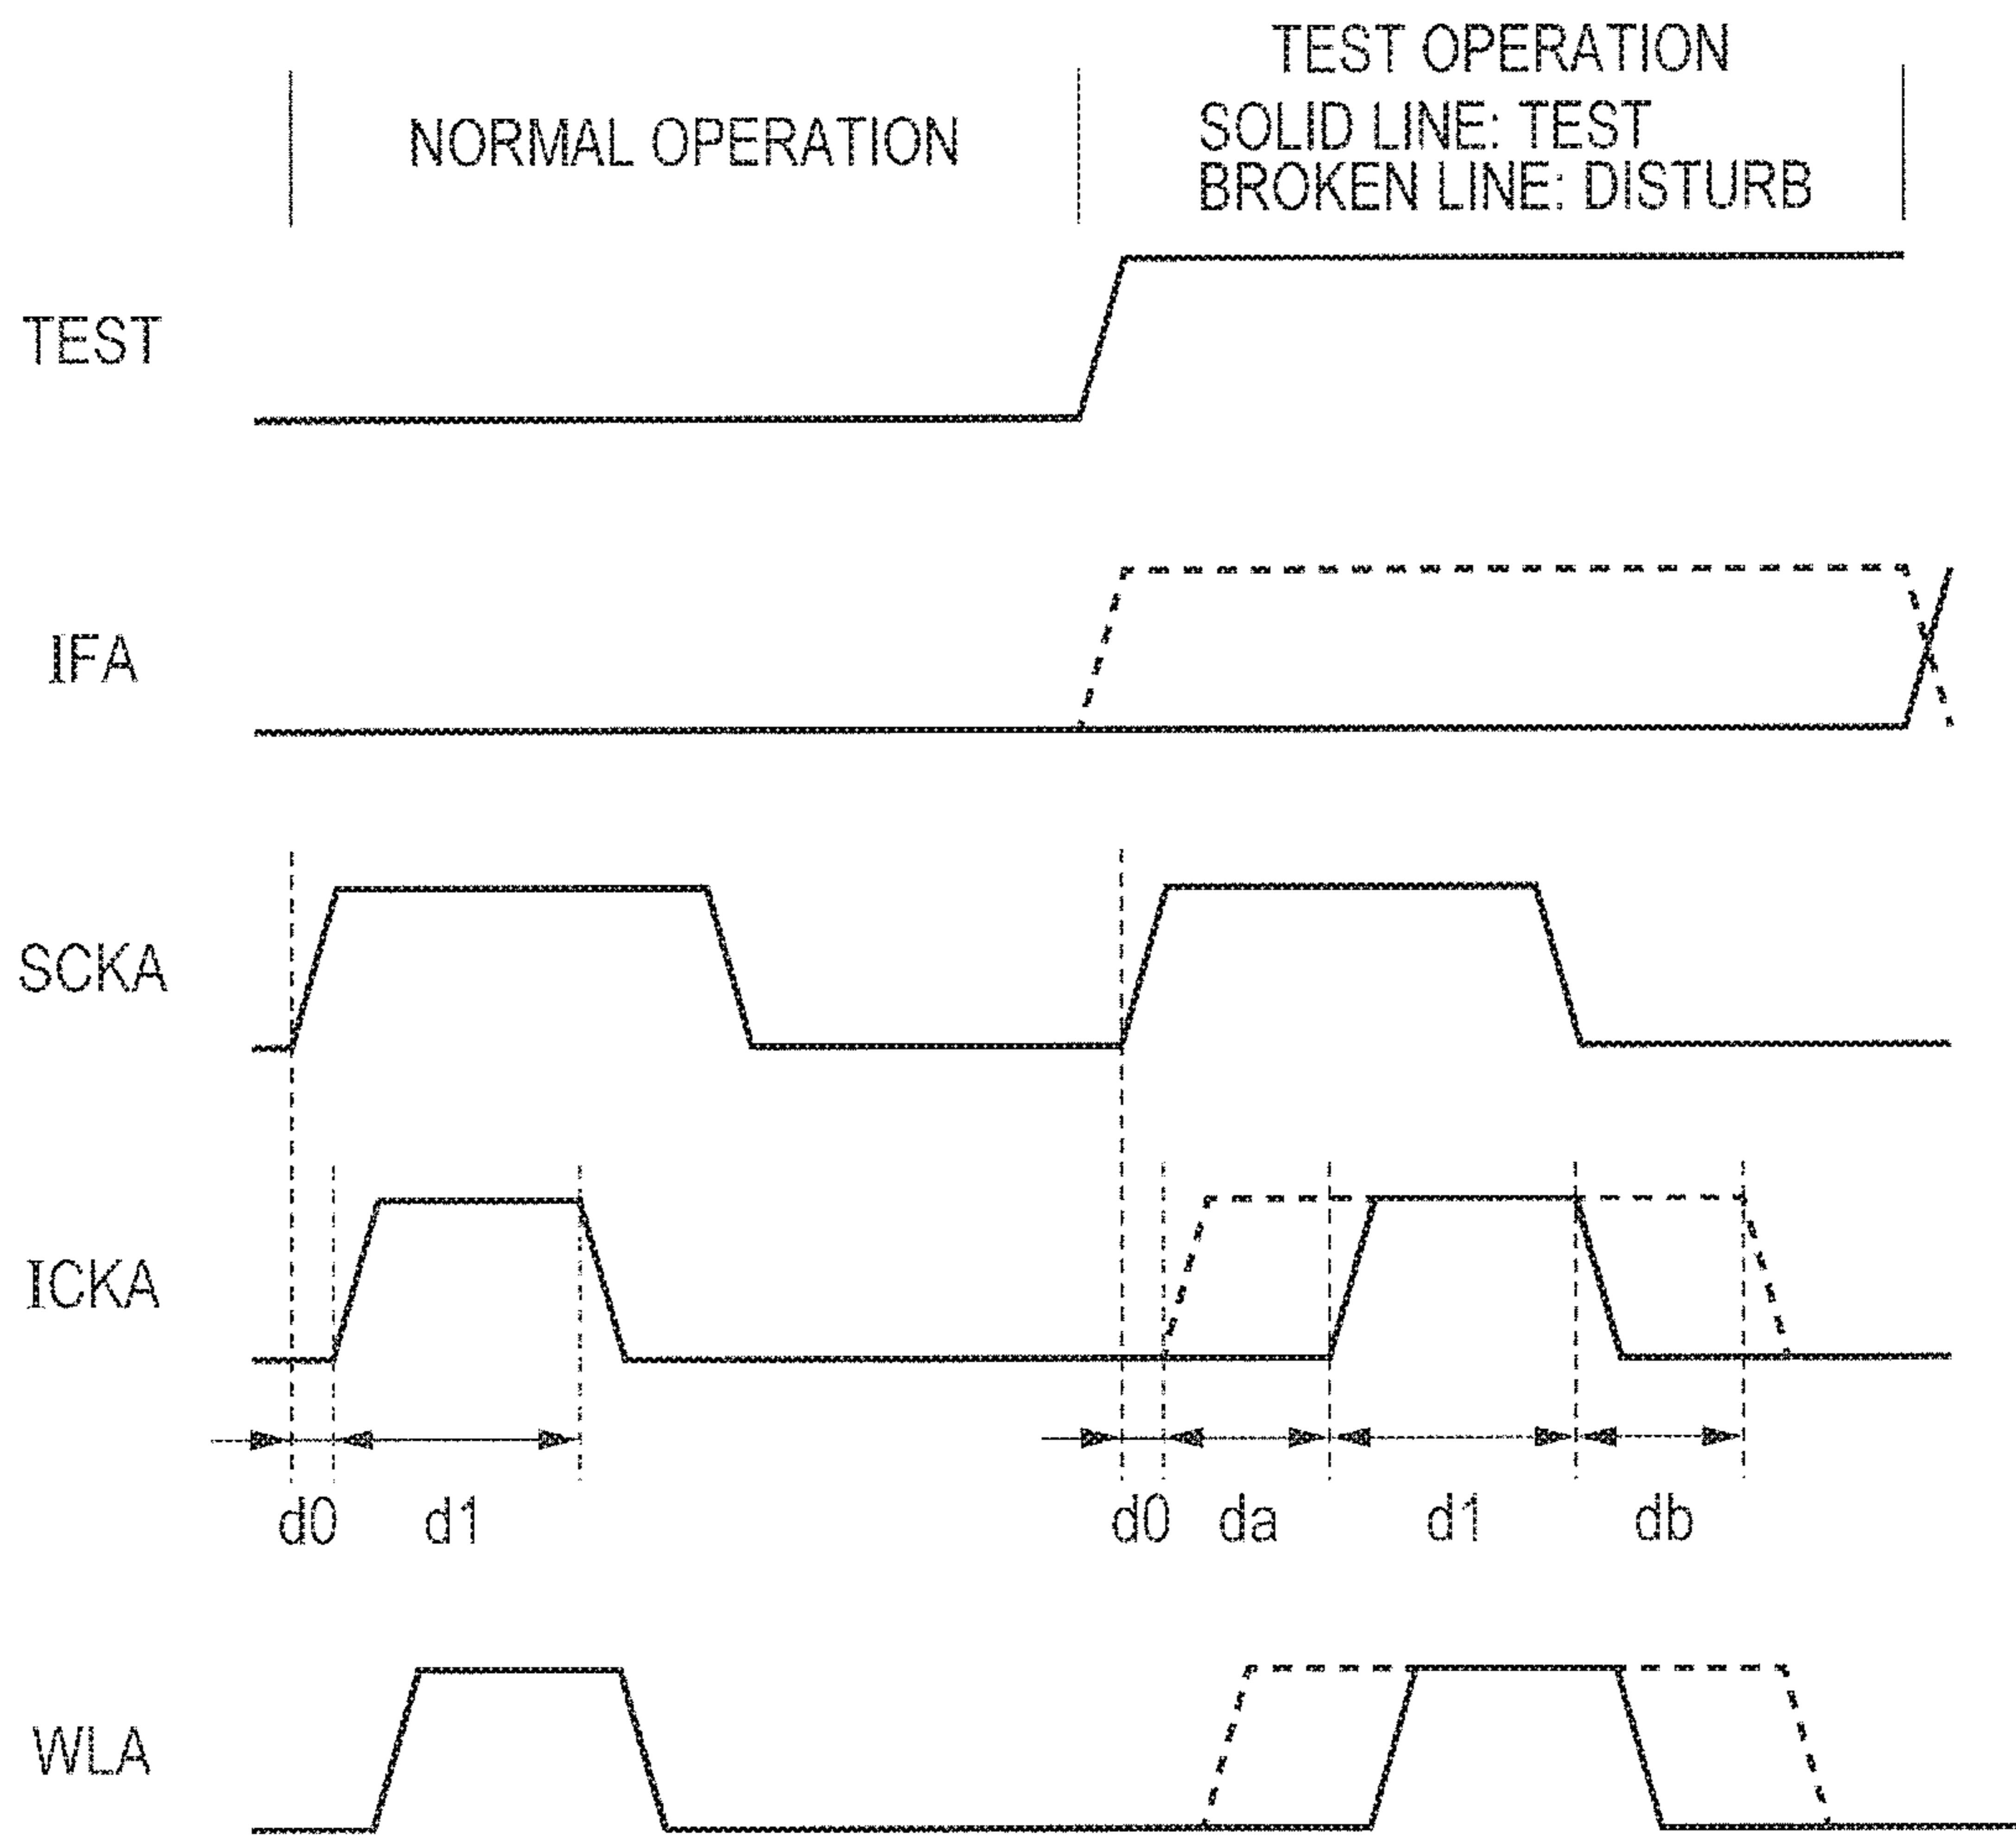 TEST OPERATION
NORMAL OPERATION
SOLID LINE: TEST
BROKEN LINE: DISTURB
TEST
IFA
SCKA
ICKA
d0 d1 d0 da d1 db
WLA